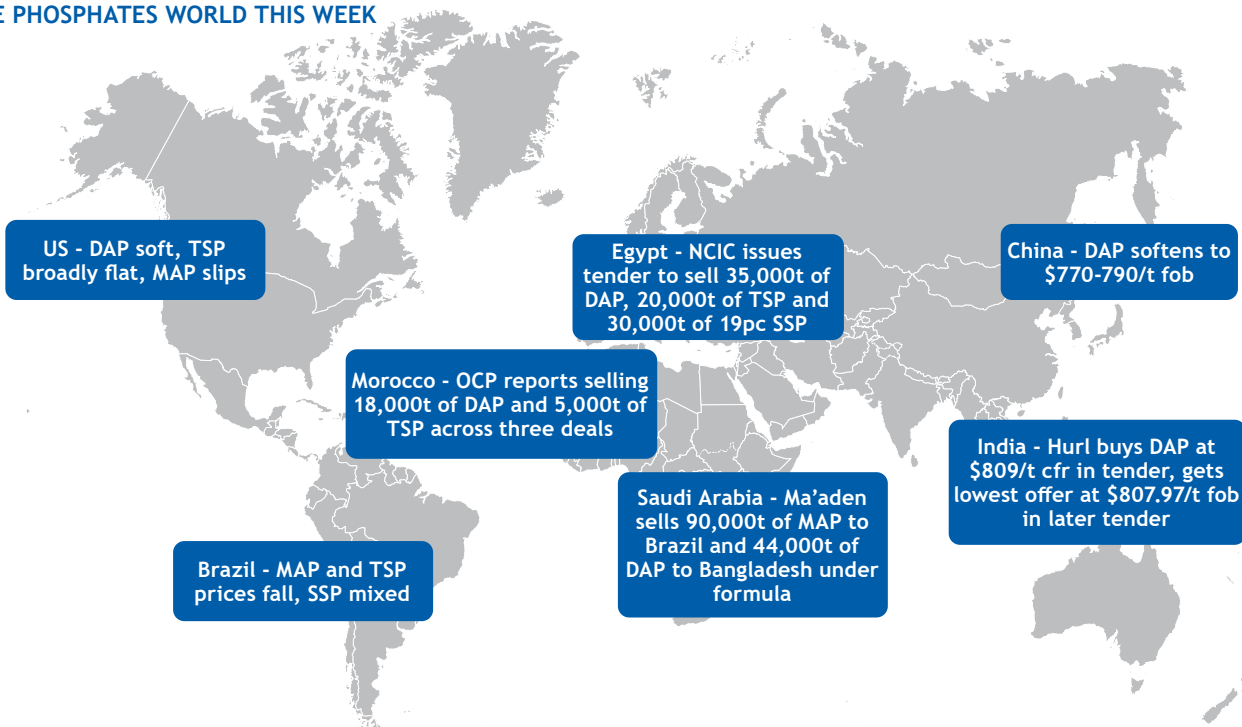 E PHOSPHATES WORLD THIS WEEK
US - DAP soft, TSP
broadly flat, MAP slips
Egypt - NCIC issues
tender to sell 35,000t of
DAP, 20,000t of TSP and
30,000t of 19pc SSP
China - DAP softens to
$770-790/t fob
Morocco - OCP reports selling
18,000t of DAP and 5,000t of
TSP across three deals
India - Hurl buys DAP at
$809/t cfr in tender, gets
lowest offer at $807.97/t fob
in later tender
Saudi Arabia - Ma’aden
sells 90,000t of MAP to
Brazil and 44,000t of
DAP to Bangladesh under
formula
Brazil - MAP and TSP
prices fall, SSP mixed